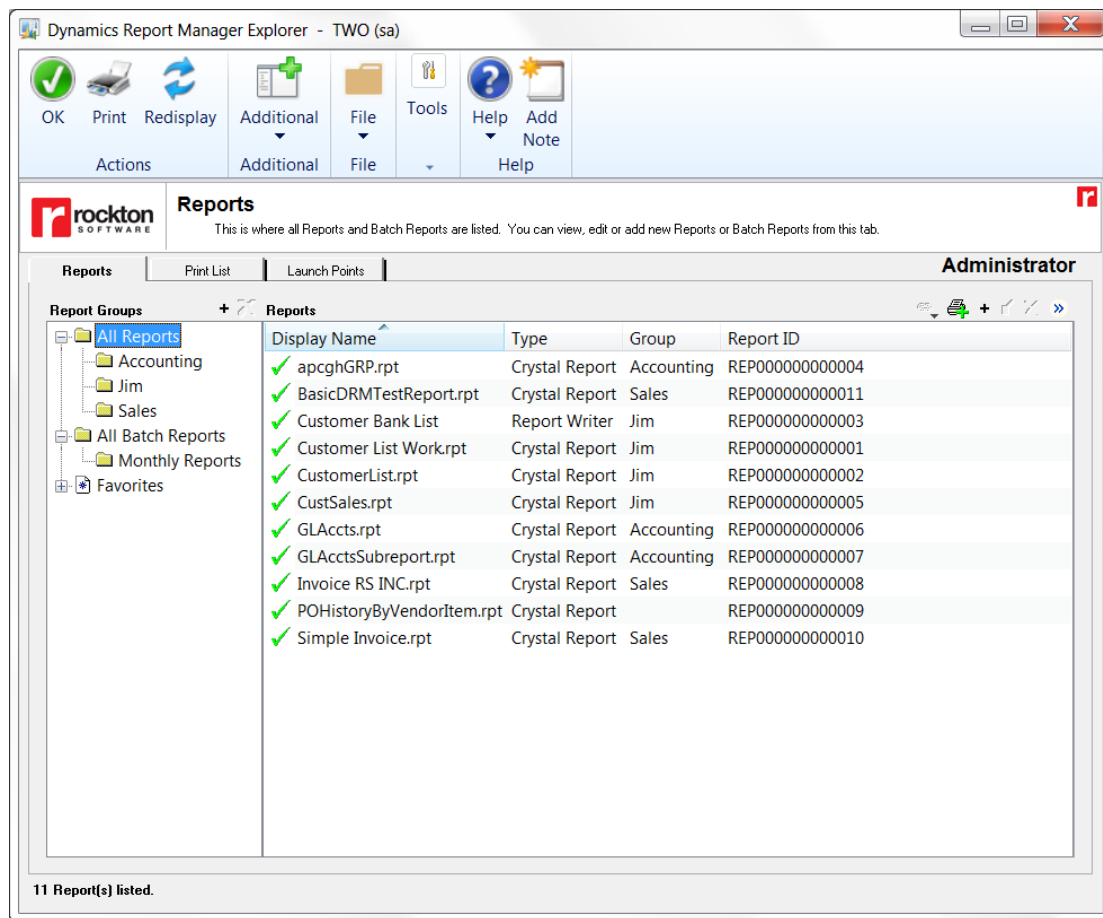 Dynamics Report Manager Explorer - TWO (sa)
OK Print Redisplay Additional File Tools Help Add Note
Actions Additional File Help
rockton
SOFTWARE
Reports
This is where all Reports and Batch Reports are listed. You can view, edit or add new Reports or Batch Reports from this tab.
Reports Print List Launch Points Administrator
Report Groups + Reports
All Reports
Accounting
Jim
Sales
All Batch Reports
Monthly Reports
Favorites
Display Name Type Group Report ID
apcghGRP.rpt Crystal Report Accounting REP000000000004
BasicDRMTestReport.rpt Crystal Report Sales REP000000000011
Customer Bank List Report Writer Jim REP000000000003
Customer List Work.rpt Crystal Report Jim REP000000000001
CustomerList.rpt Crystal Report Jim REP000000000002
CustSales.rpt Crystal Report Jim REP000000000005
GLAccts.rpt Crystal Report Accounting REP000000000006
GLAcctsSubreport.rpt Crystal Report Accounting REP000000000007
Invoice RS INC.rpt Crystal Report Sales REP000000000008
POHistoryByVendorItem.rpt Crystal Report REP000000000009
Simple Invoice.rpt Crystal Report Sales REP000000000010
11 Report(s) listed.